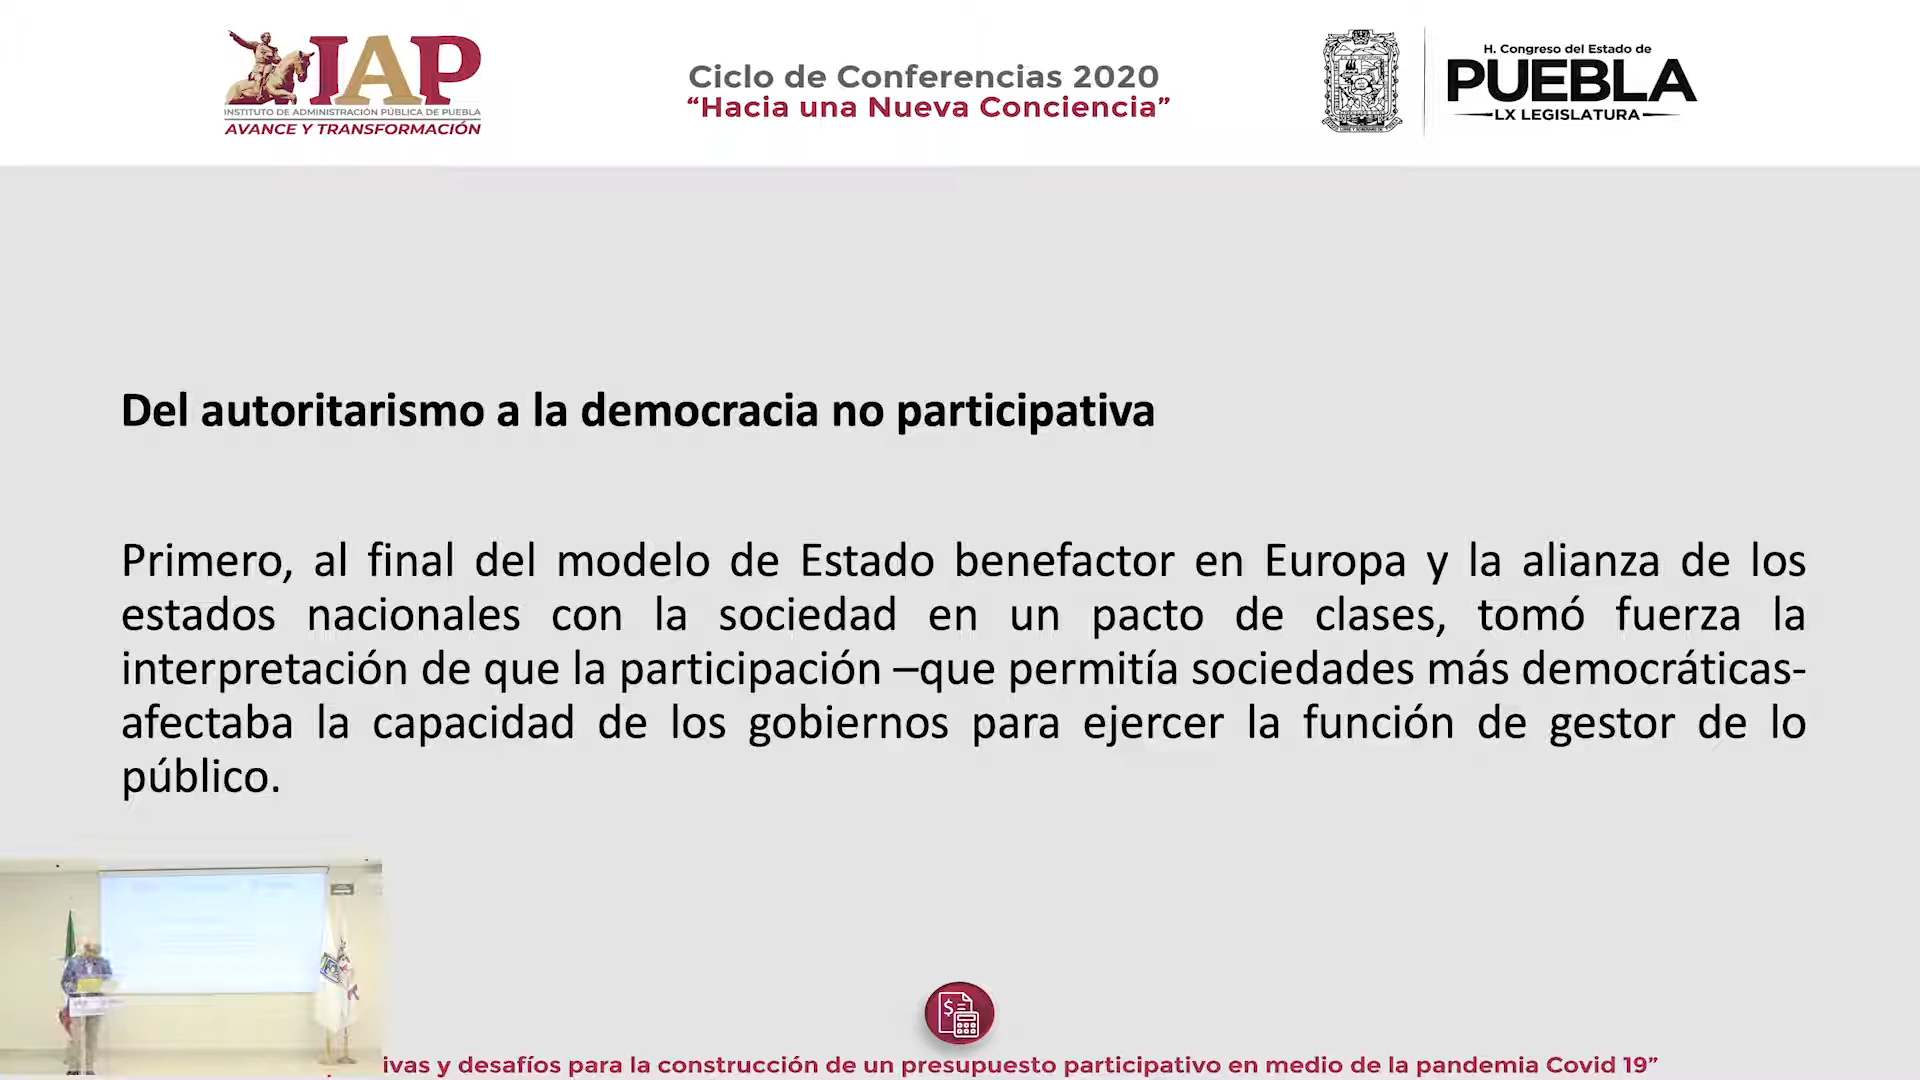 IAP
INSTITUTO DE ADMINISTRACIÓN PÚBLICA DE PUEBLA
AVANCE Y TRANSFORMACIÓN
Ciclo de Conferencias 2020
“Hacia una Nueva Conciencia”
H. Congreso del Estado de
PUEBLA
LX LEGISLATURA
Del autoritarismo a la democracia no participativa
Primero, al final del modelo de Estado benefactor en Europa y la alianza de los
estados nacionales con la sociedad en un pacto de clases, tomó fuerza la
interpretación de que la participación –que permitía sociedades más democráticas-
afectaba la capacidad de los gobiernos para ejercer la función de gestor de lo
público.
ivas y desafíos para la construcción de un presupuesto participativo en medio de la pandemia Covid 19”